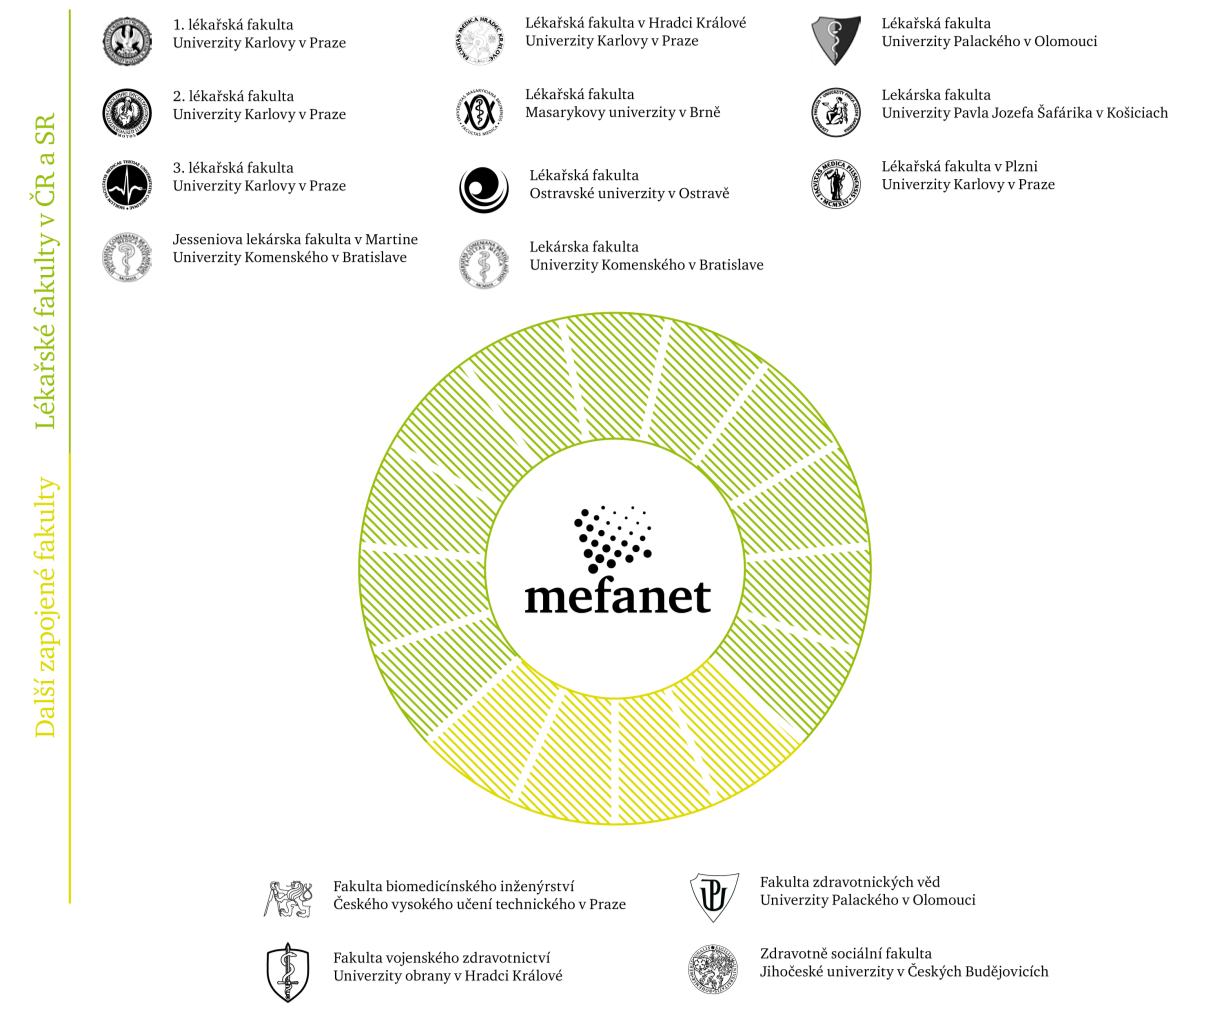 Lékařské fakulty v ČR a SR
1. lékařská fakulta
Univerzity Karlovy v Praze
Lékařská fakulta v Hradci Králové
Univerzity Karlovy v Praze
Lékařská fakulta
Univerzity Palackého v Olomouci
2. lékařská fakulta
Univerzity Karlovy v Praze
Lékařská fakulta
Masarykovy univerzity v Brně
Lekárska fakulta
Univerzity Pavla Jozefa Šafárika v Košiciach
3. lékařská fakulta
Univerzity Karlovy v Praze
Lékařská fakulta
Ostravské univerzity v Ostravě
Lékařská fakulta v Plzni
Univerzity Karlovy v Praze
Jesseniova lekárska fakulta v Martine
Univerzity Komenského v Bratislave
Lekárska fakulta
Univerzity Komenského v Bratislave
mefanet
Další zapojené fakulty
Fakulta biomedicínského inženýrství
Českého vysokého učení technického v Praze
Fakulta zdravotnických věd
Univerzity Palackého v Olomouci
Fakulta vojenského zdravotnictví
Univerzity obrany v Hradci Králové
Zdravotně sociální fakulta
Jihočeské univerzity v Českých Budějovicích